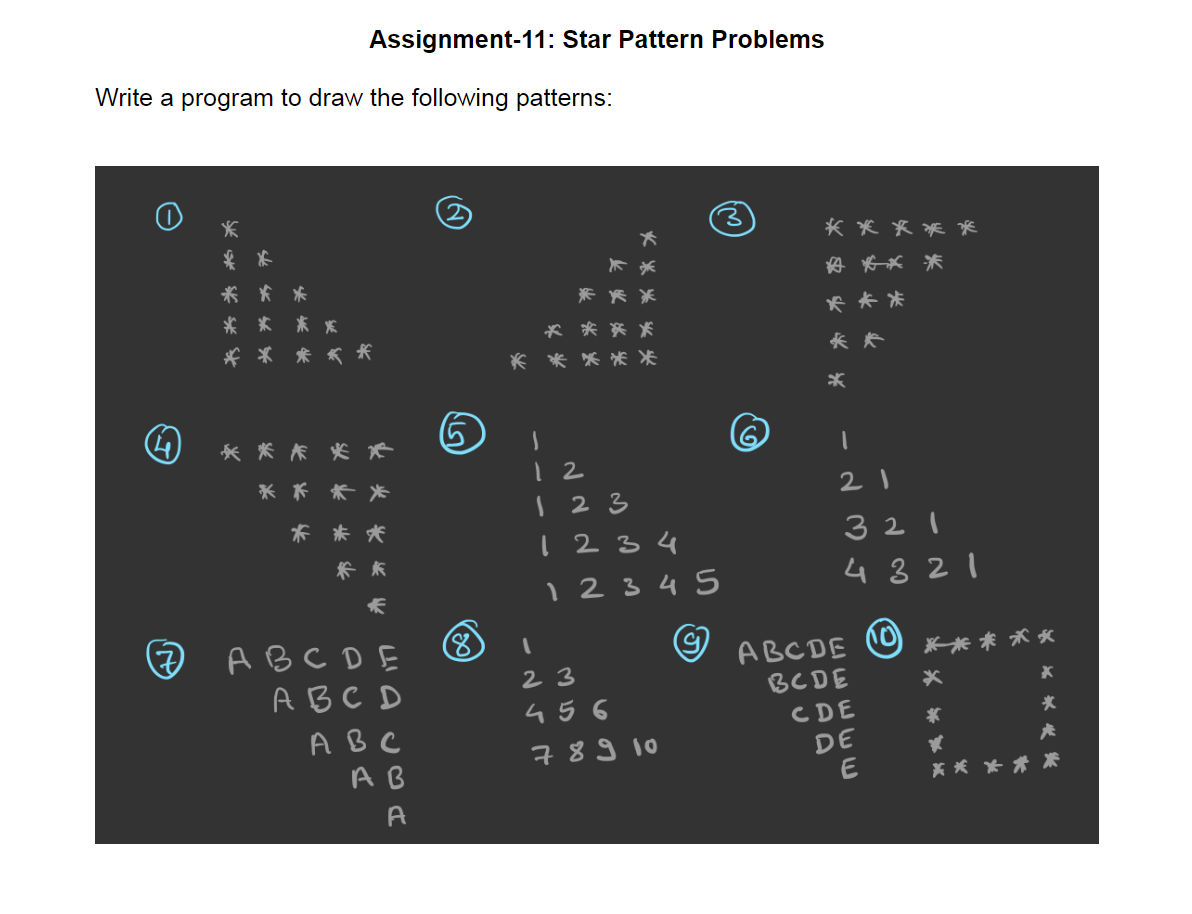 Assignment-11: Star Pattern Problems
Write a program to draw the following patterns:
1
*
* *
* * *
* * * *
* * * * *
2
*
* *
* * *
* * * *
* * * * *
3
* * * * *
* * * *
* * *
* *
*
4
* * * * *
* * * *
* * *
* *
*
5
1
1 2
1 2 3
1 2 3 4
1 2 3 4 5
6
1
2 1
3 2 1
4 3 2 1
7
A B C D E
A B C D
A B C
A B
A
8
1
2 3
4 5 6
7 8 9 10
9
ABCDE
BCDE
CDE
DE
E
10
* * * * *
* *
* *
* *
* * * * *